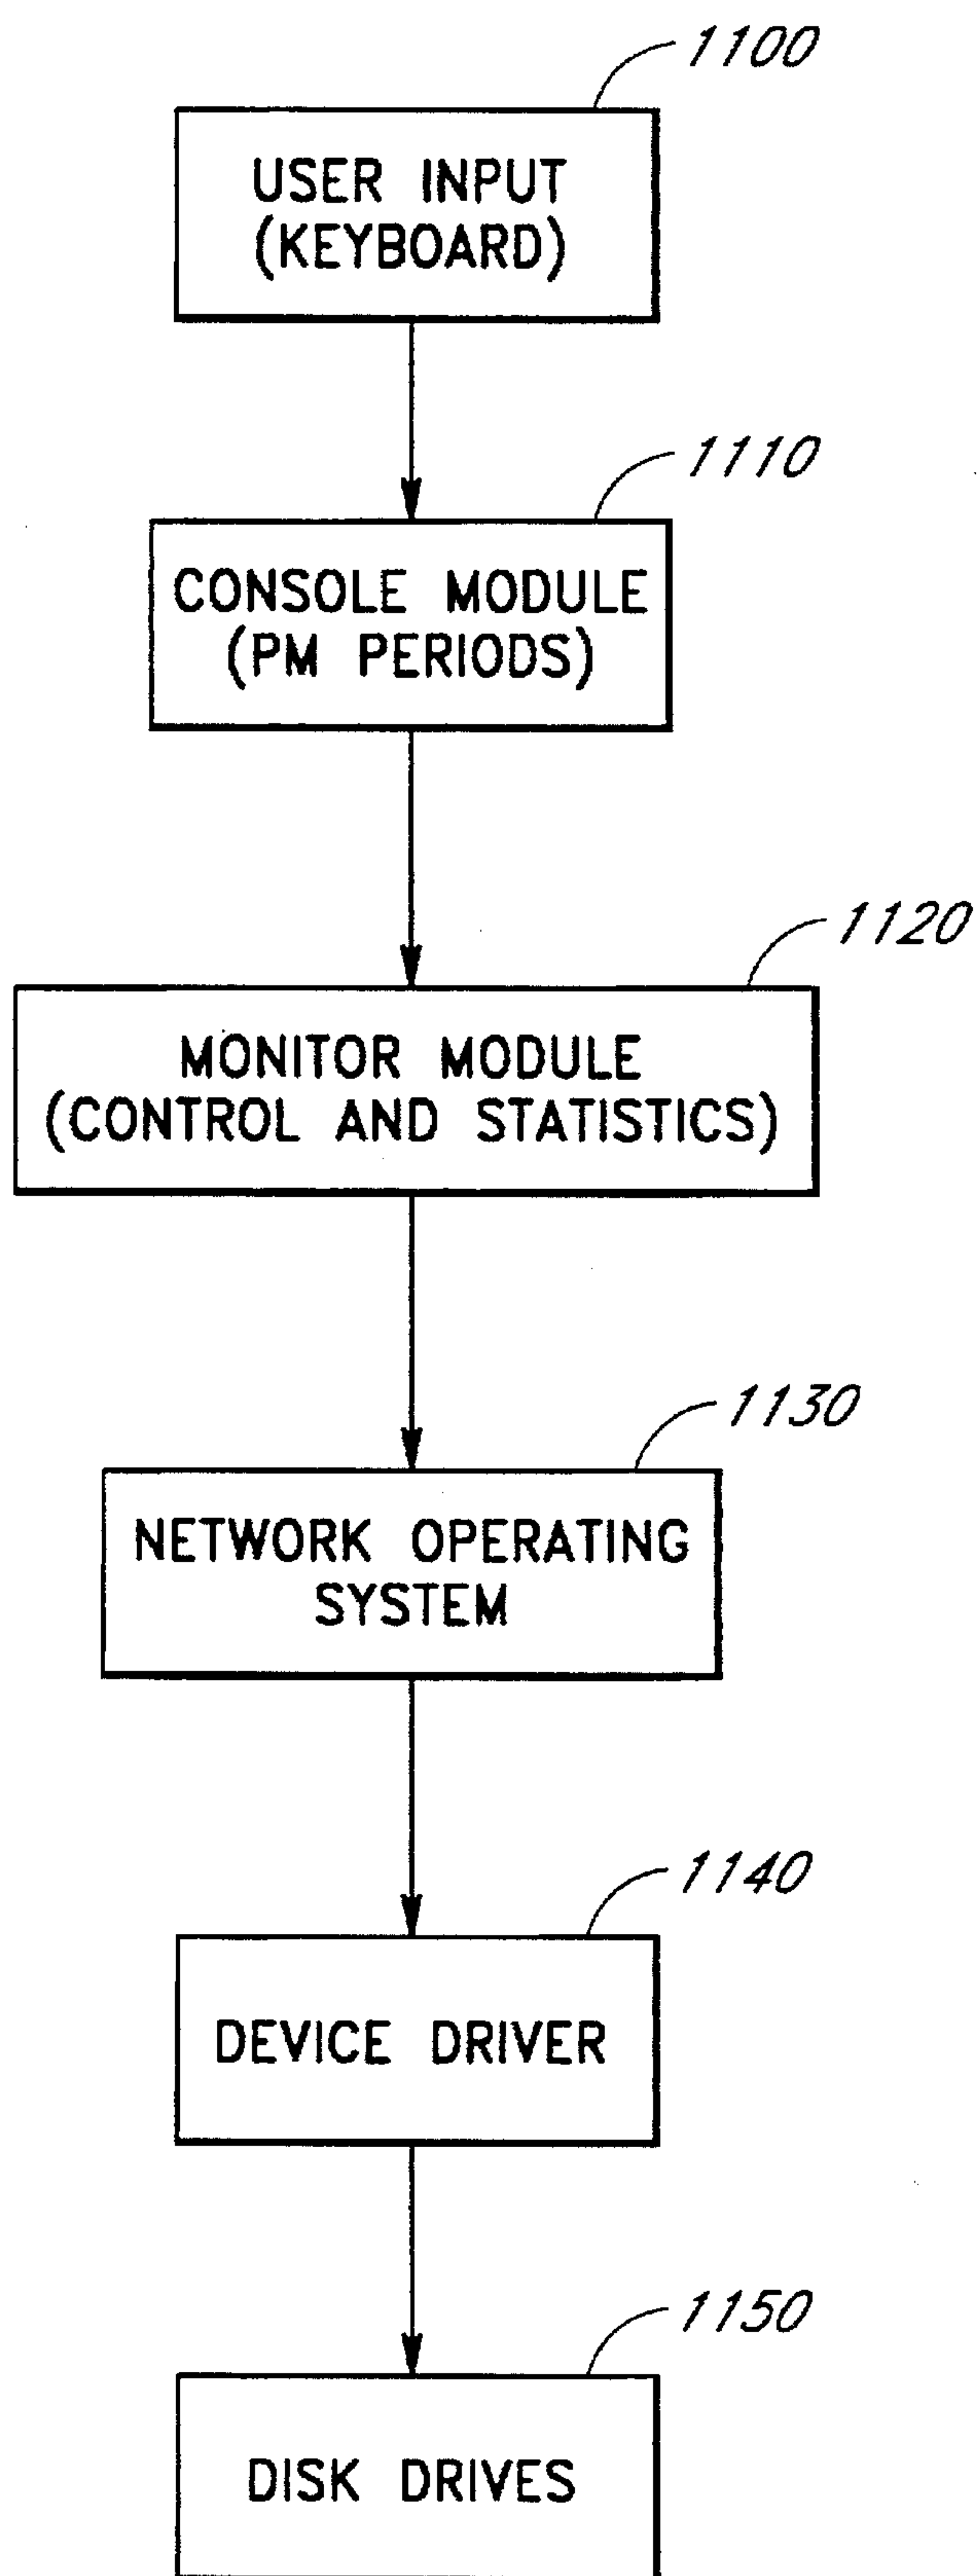 1100
USER INPUT
(KEYBOARD)
1110
CONSOLE MODULE
(PM PERIODS)
1120
MONITOR MODULE
(CONTROL AND STATISTICS)
1130
NETWORK OPERATING
SYSTEM
1140
DEVICE DRIVER
1150
DISK DRIVES